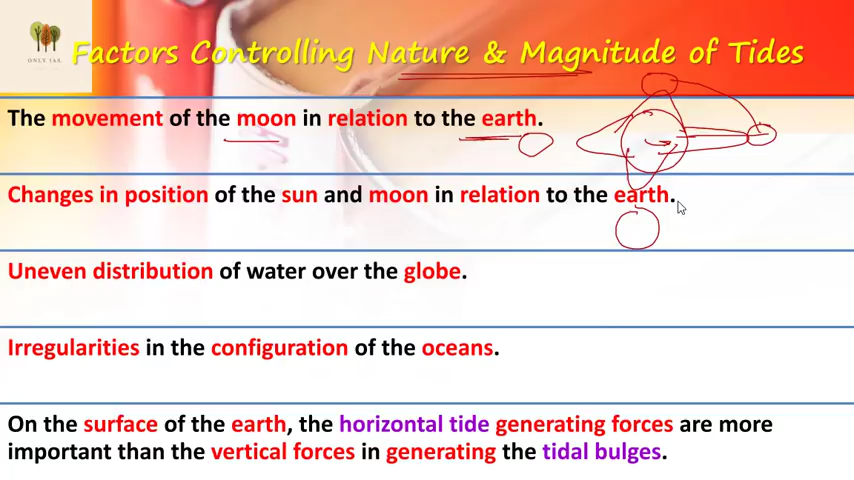 ONLY IAS
Factors Controlling Nature & Magnitude of Tides
The movement of the moon in relation to the earth.
Changes in position of the sun and moon in relation to the earth.
Uneven distribution of water over the globe.
Irregularities in the configuration of the oceans.
On the surface of the earth, the horizontal tide generating forces are more
important than the vertical forces in generating the tidal bulges.